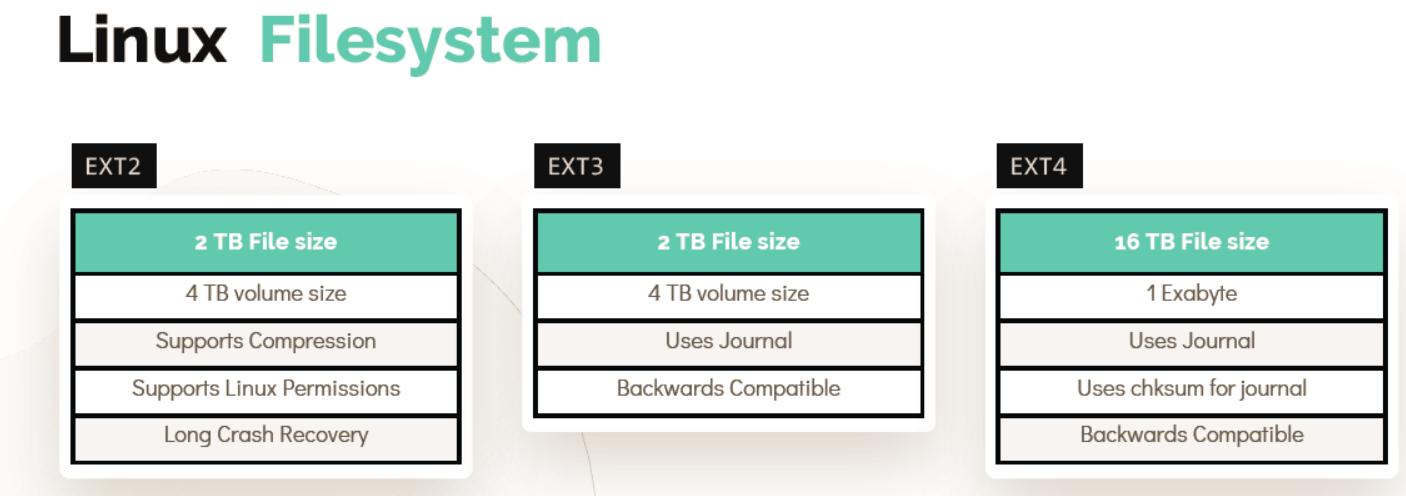 Linux Filesystem
EXT2
2 TB File size
4 TB volume size
Supports Compression
Supports Linux Permissions
Long Crash Recovery
EXT3
2 TB File size
4 TB volume size
Uses Journal
Backwards Compatible
EXT4
16 TB File size
1 Exabyte
Uses Journal
Uses chksum for journal
Backwards Compatible